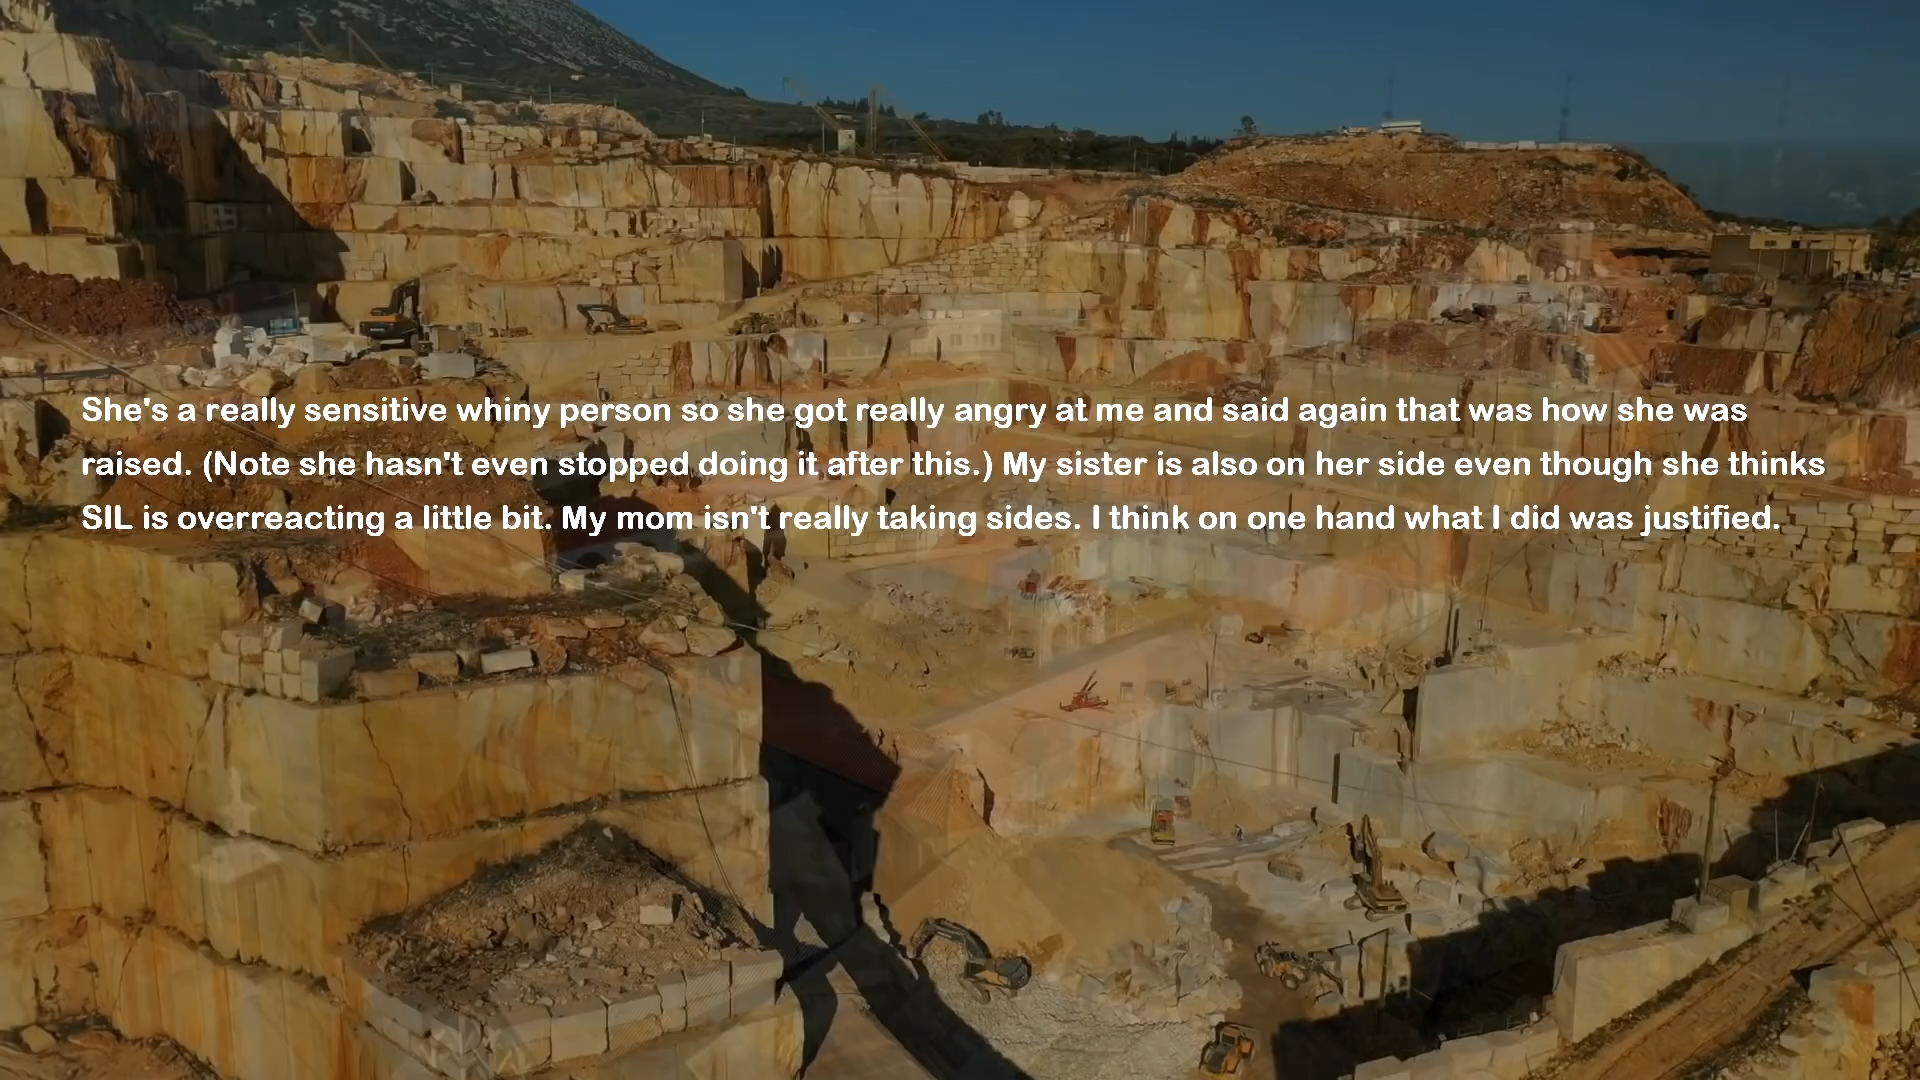 She's a really sensitive whiny person so she got really angry at me and said again that was how she was
raised. (Note she hasn't even stopped doing it after this.) My sister is also on her side even though she thinks
SIL is overreacting a little bit. My mom isn't really taking sides. I think on one hand what I did was justified.